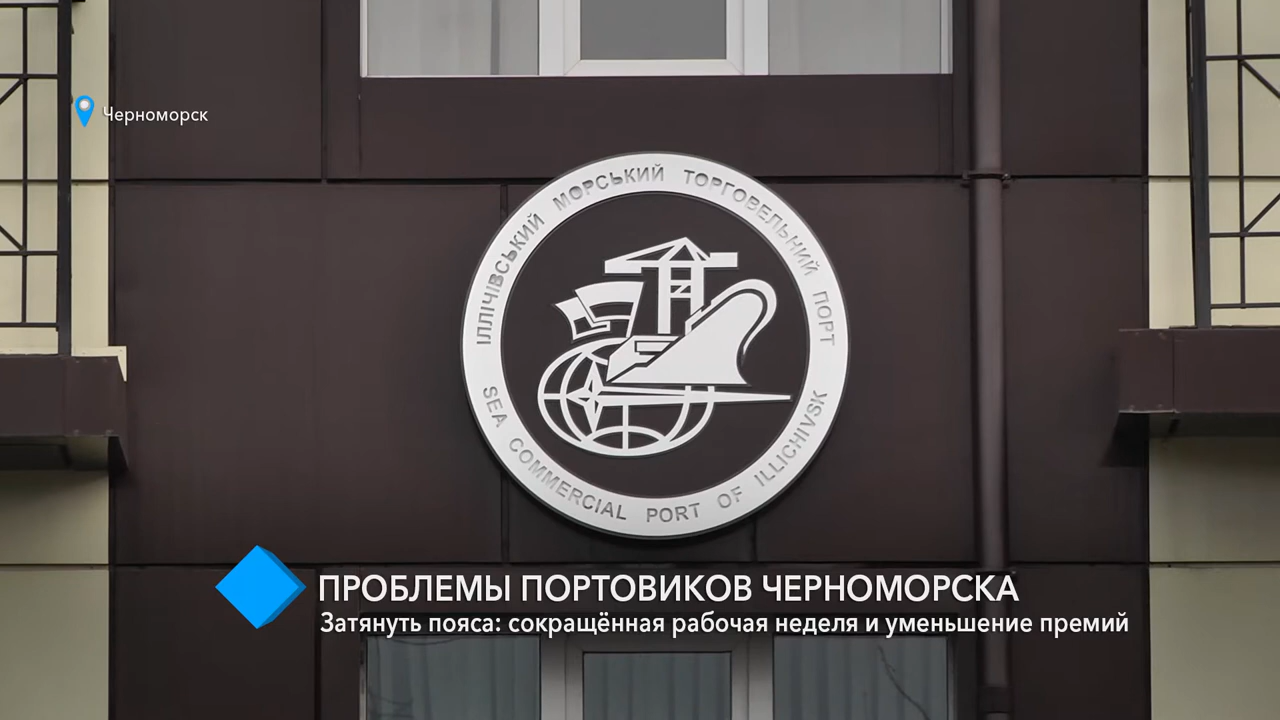 Черноморск
ІЛЛІЧІВСЬКИЙ МОРСЬКИЙ ТОРГОВЕЛЬНИЙ ПОРТ
SEA COMMERCIAL PORT OF ILLICHIVSK
ПРОБЛЕМЫ ПОРТОВИКОВ ЧЕРНОМОРСКА
Затянуть пояса: сокращённая рабочая неделя и уменьшение премий